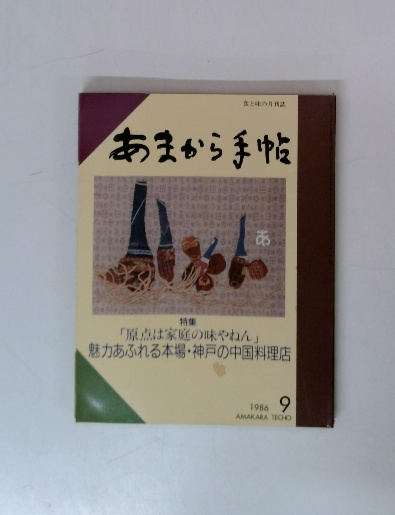 食と味の月刊誌
あまから手帖
あ
特集
「原点は家庭の味やねん」
魅力あふれる本場・神戸の中国料理店
1986 9
AMAKARA TECHO